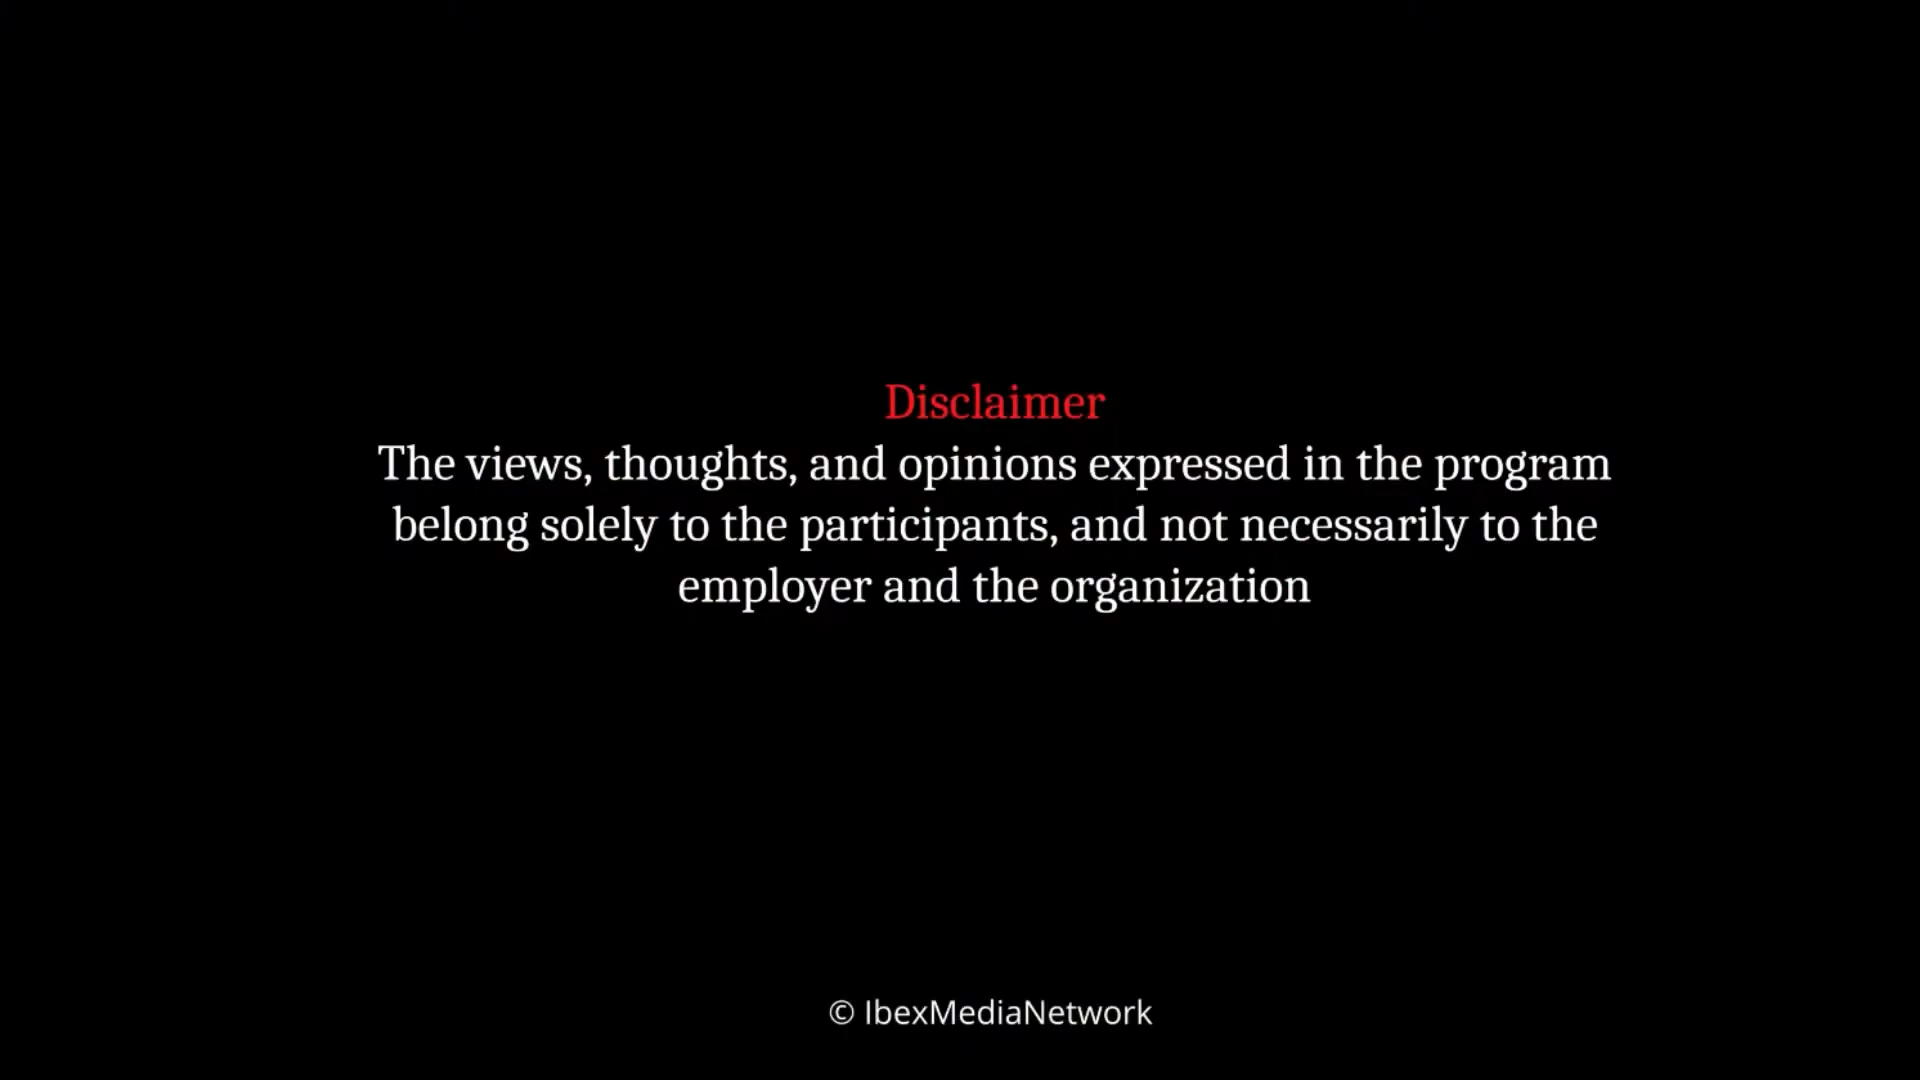 Disclaimer
The views, thoughts, and opinions expressed in the program
belong solely to the participants, and not necessarily to the
employer and the organization
© IbexMediaNetwork